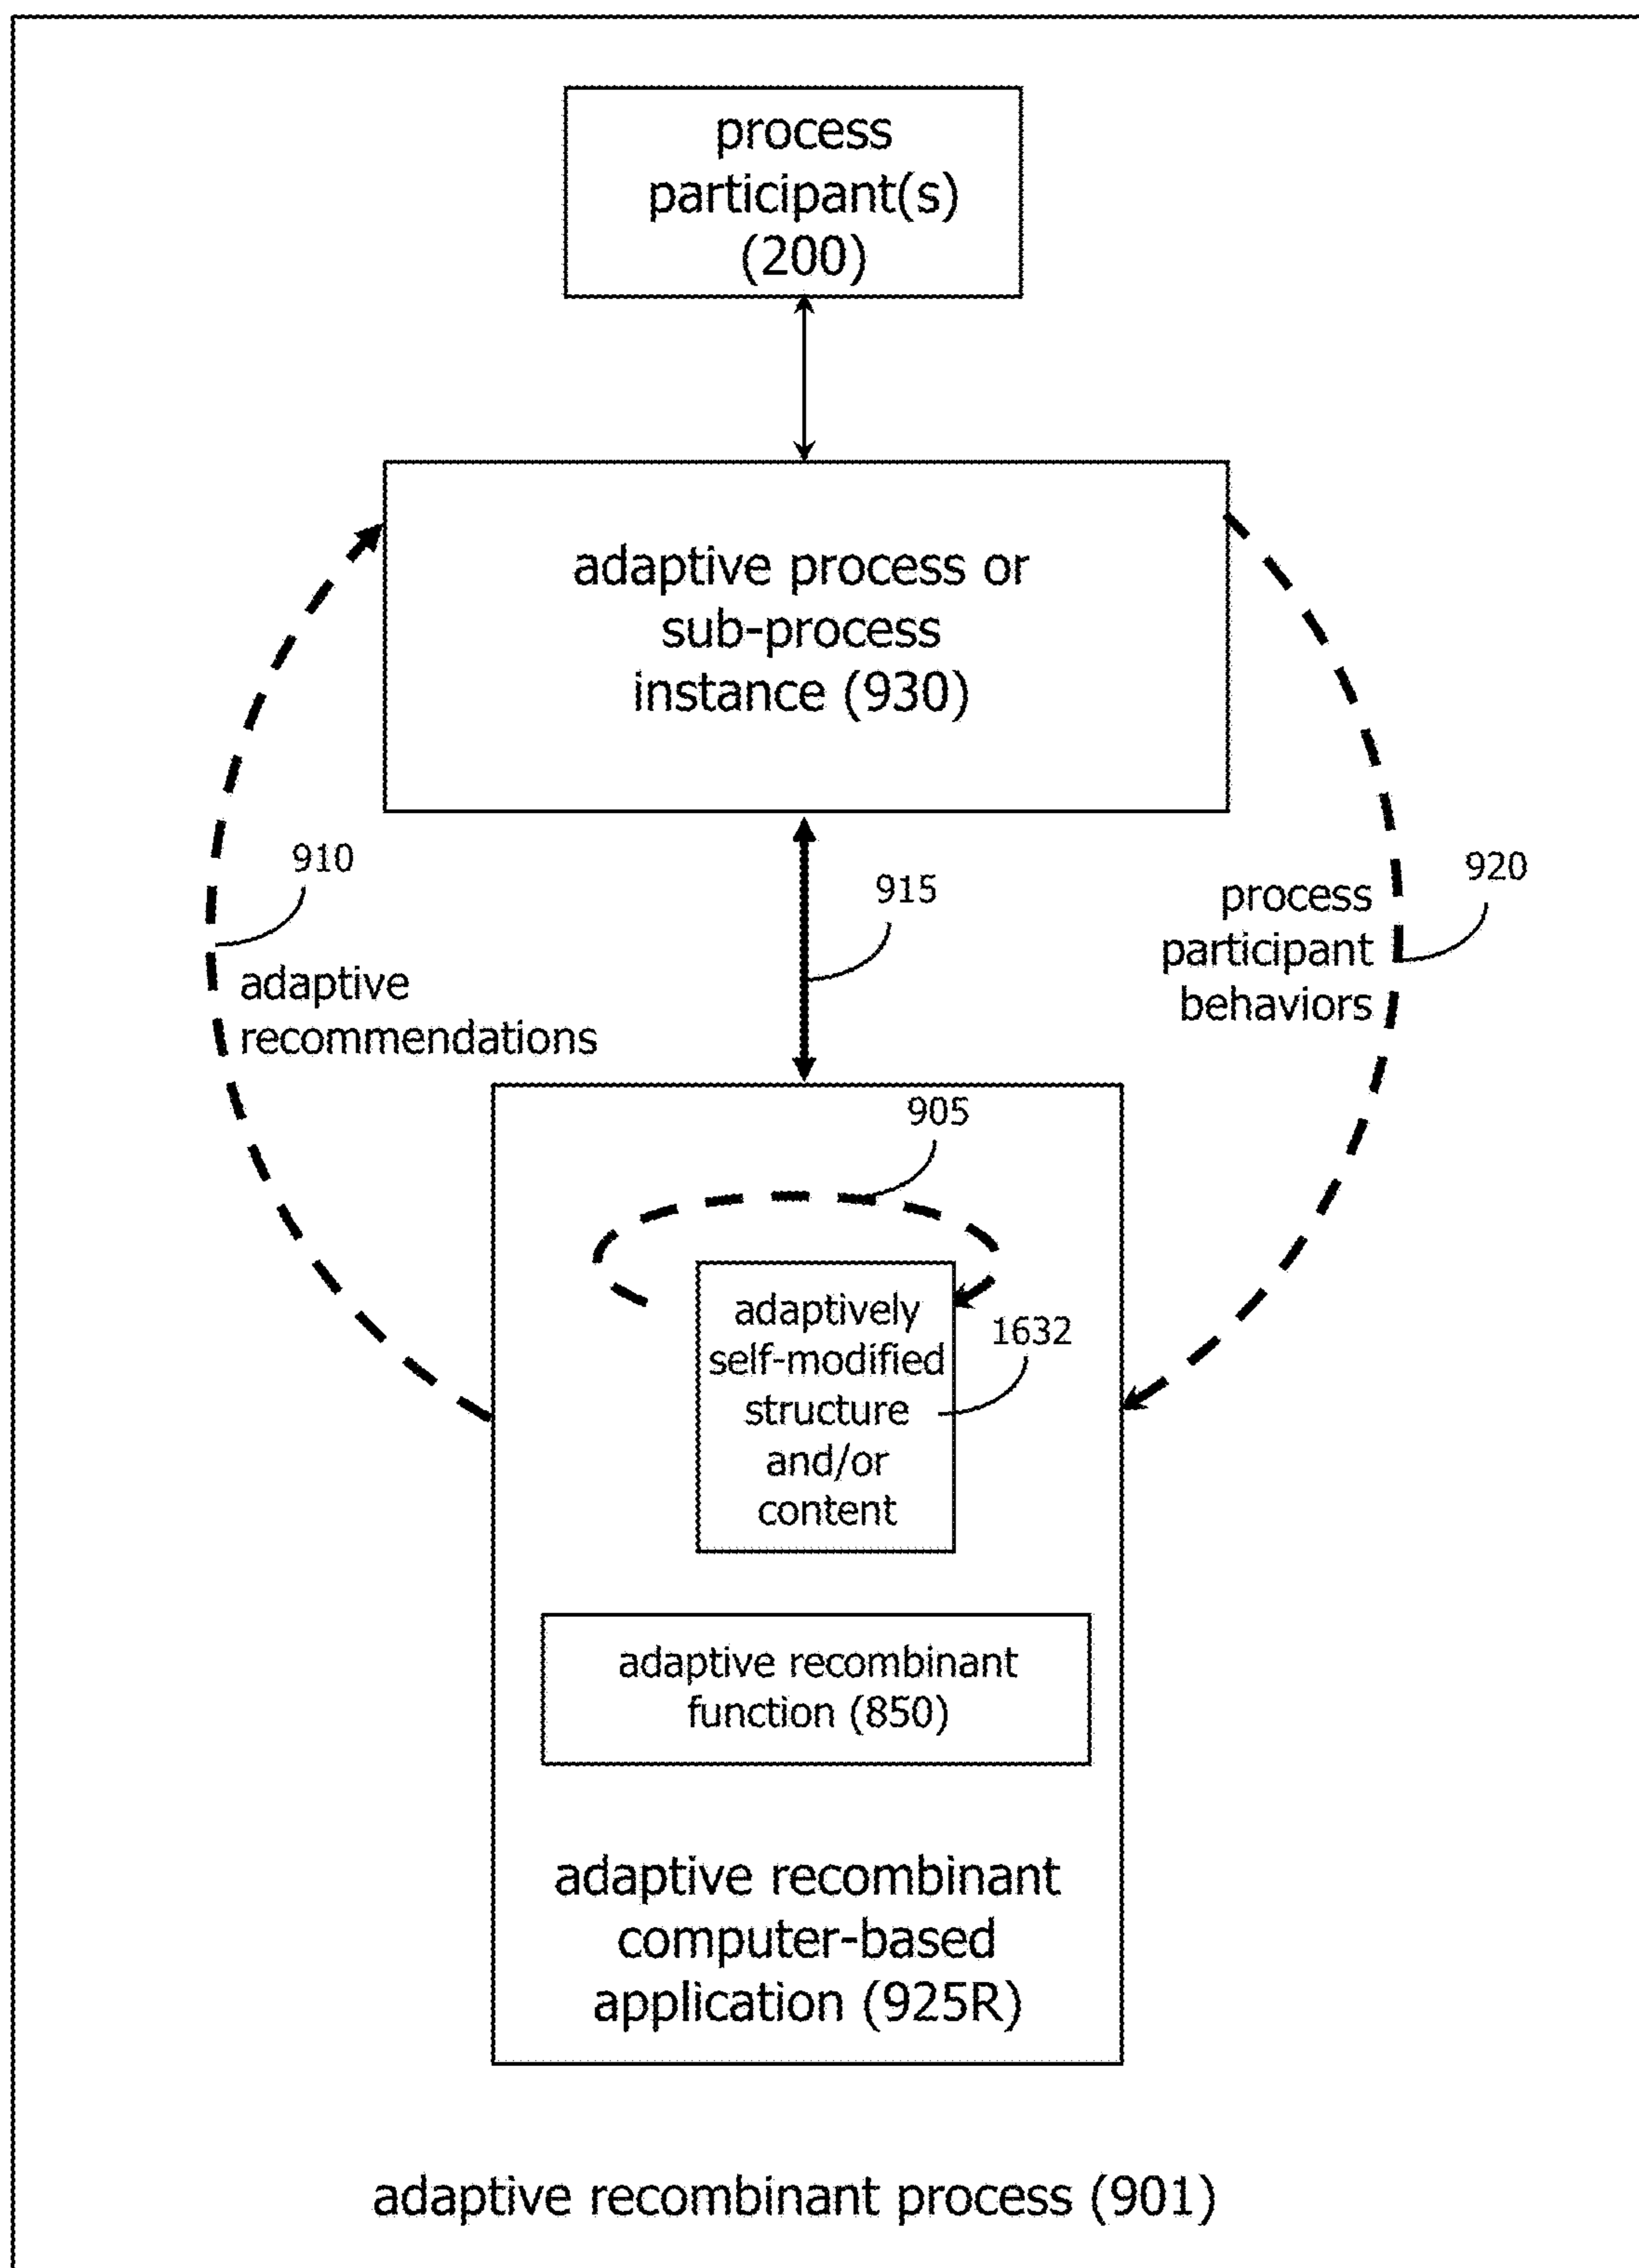 process
participant(s)
(200)
adaptive process or
sub-process
instance (930)
910
915
920
process
participant
behaviors
adaptive
recommendations
905
adaptively
self-modified
structure
and/or
content
1632
adaptive recombinant
function (850)
adaptive recombinant
computer-based
application (925R)
adaptive recombinant process (901)